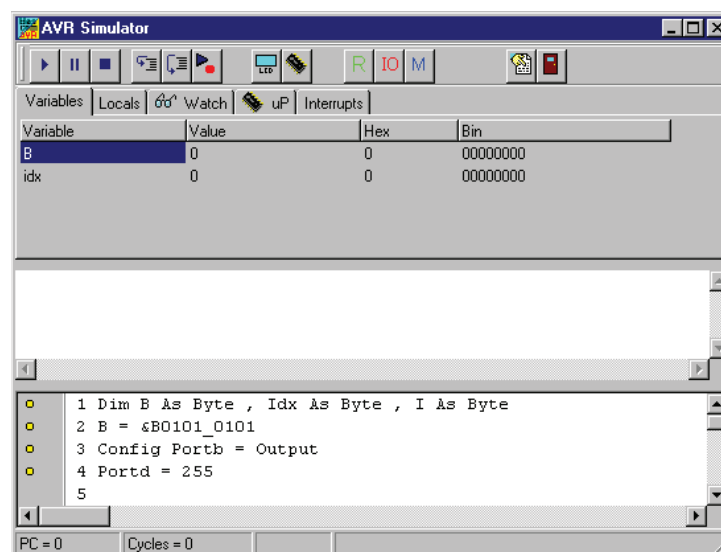 AVR Simulator
LCD R IO M
Variables Locals Watch uP Interrupts
Variable Value Hex Bin
B 0 0 00000000
idx 0 0 00000000
1 Dim B As Byte , Idx As Byte , I As Byte
2 B = &B0101_0101
3 Config Portb = Output
4 Portd = 255
5
PC = 0 Cycles = 0